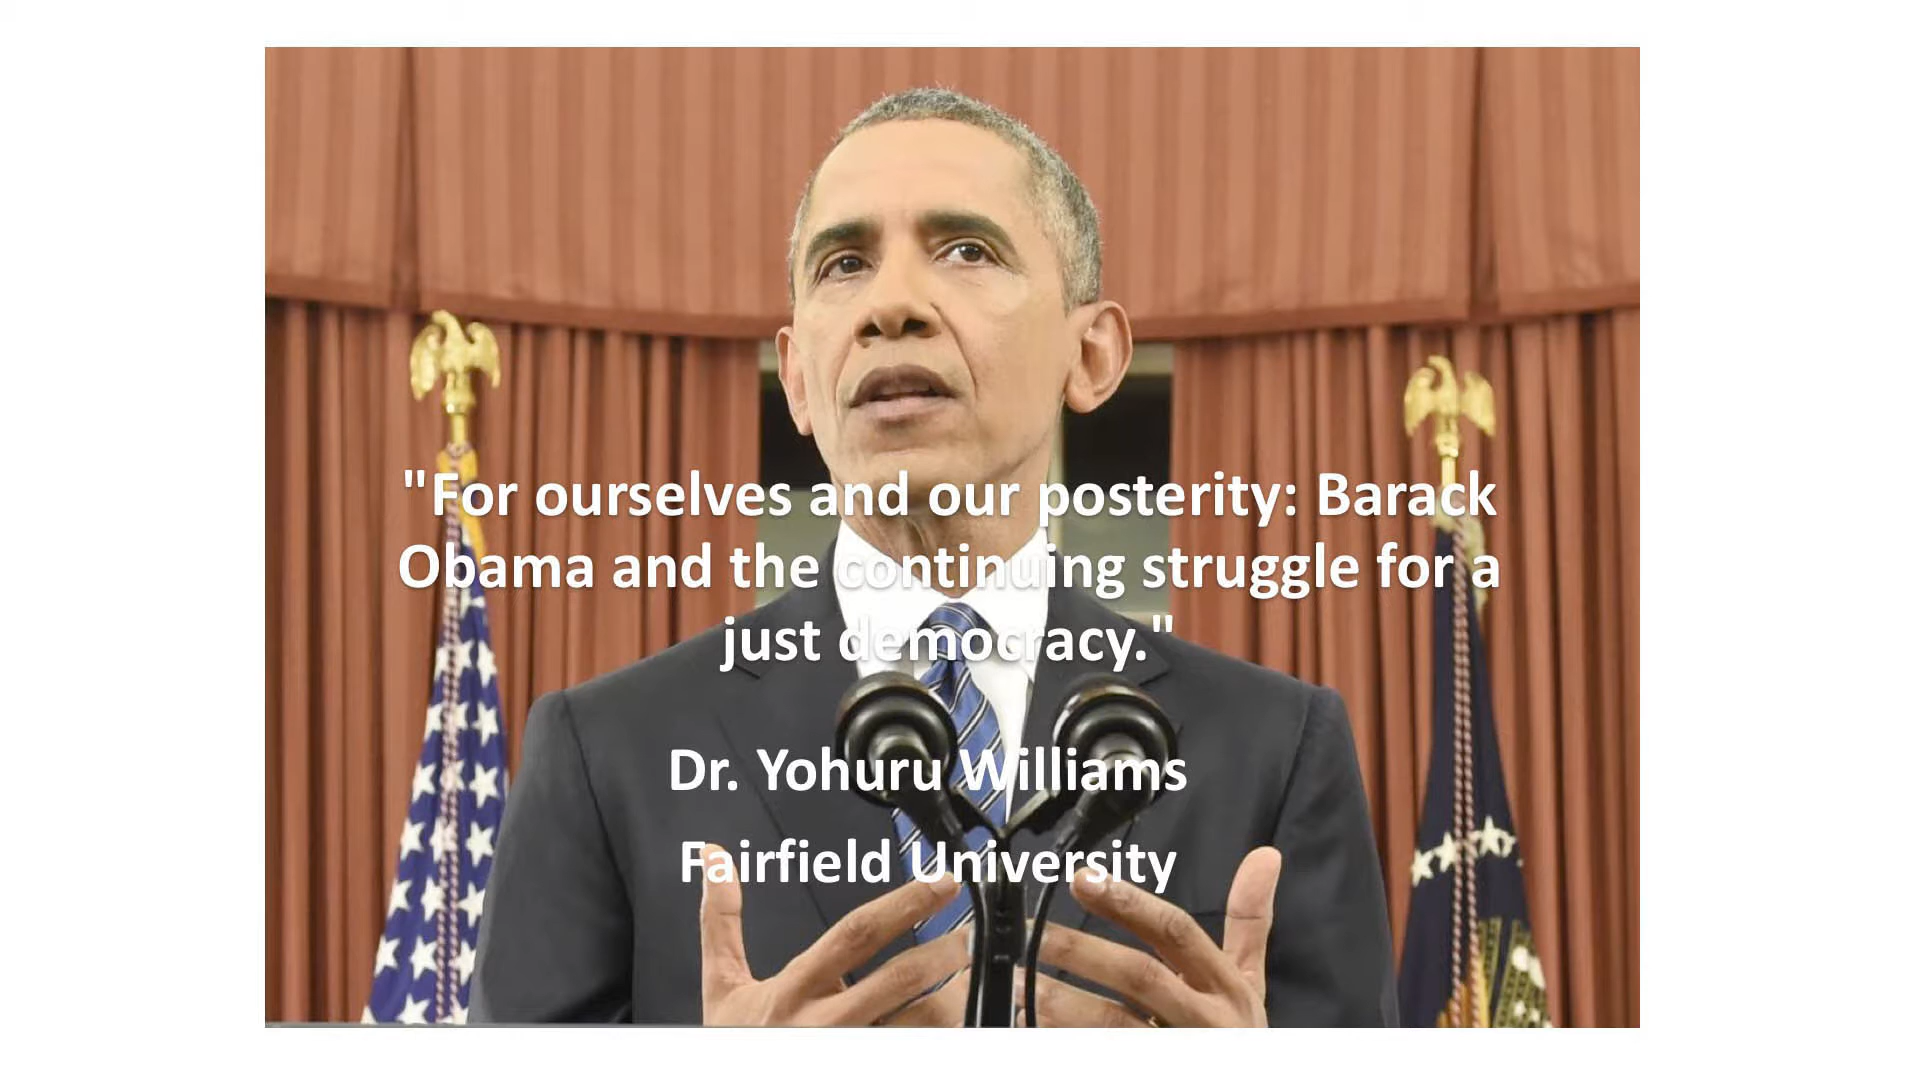 "For ourselves and our posterity: Barack
Obama and the continuing struggle for a
just democracy."
Dr. Yohuru Williams
Fairfield University